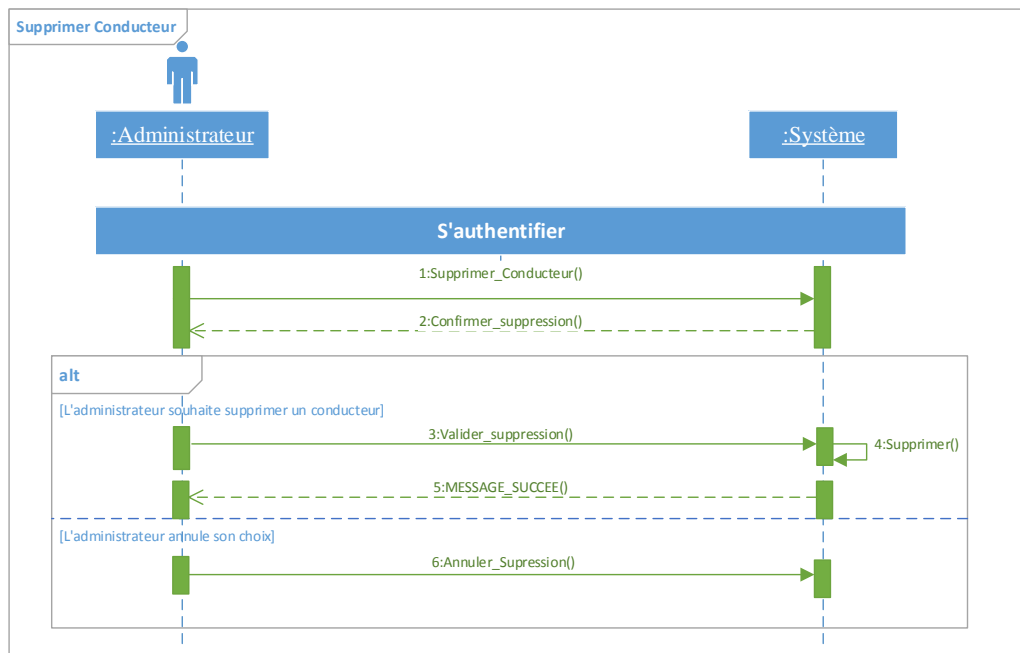 Supprimer Conducteur
:Administrateur
:Système
S'authentifier
1:Supprimer_Conducteur()
2:Confirmer_suppression()
alt
[L'administrateur souhaite supprimer un conducteur]
3:Valider_suppression()
4:Supprimer()
5:MESSAGE_SUCCEE()
[L'administrateur annule son choix]
6:Annuler_Supression()